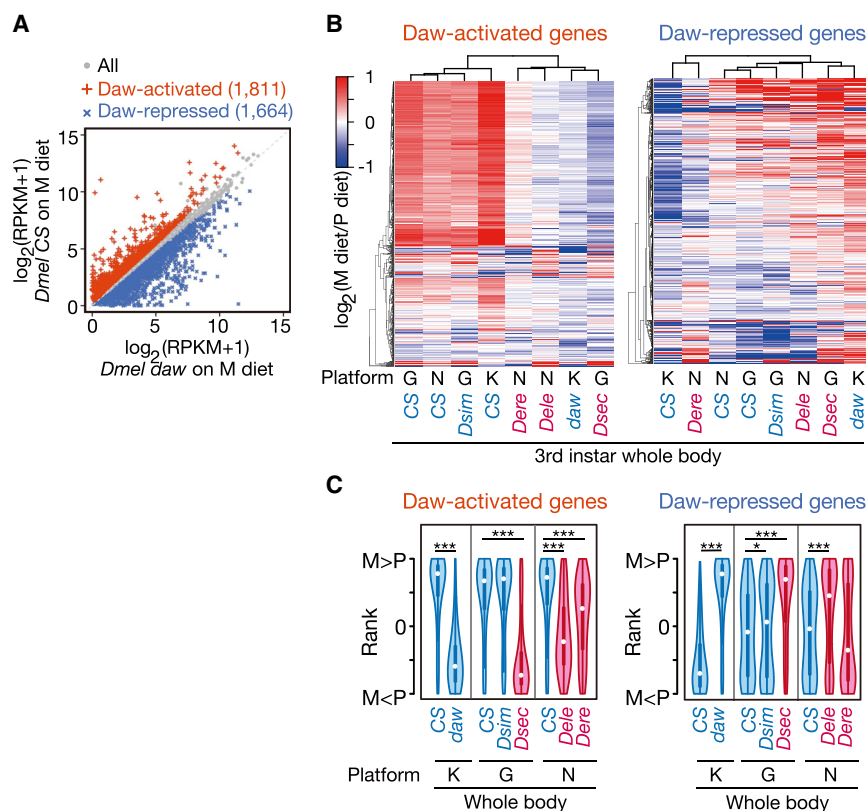 A
All
Daw-activated (1,811)
Daw-repressed (1,664)
log2(RPKM+1)
Dmel CS on M diet
15
10
5
0
0 5 10 15
log2(RPKM+1)
Dmel daw on M diet
B
Daw-activated genes
Daw-repressed genes
1
0
-1
log2(M diet/P diet)
Platform G N G K N N K G
CS CS Dsim CS Dere Dele daw Dsec
K N N G G N G K
CS Dere CS CS Dsim Dele Dsec daw
3rd instar whole body
C
Daw-activated genes
Daw-repressed genes
*** *** *** ***
M>P
0
M<P
Rank
CS daw CS Dsim Dsec CS Dele Dere
Platform K G N
Whole body
*** *** * ***
M>P
0
M<P
Rank
CS daw CS Dsim Dsec CS Dele Dere
K G N
Whole body